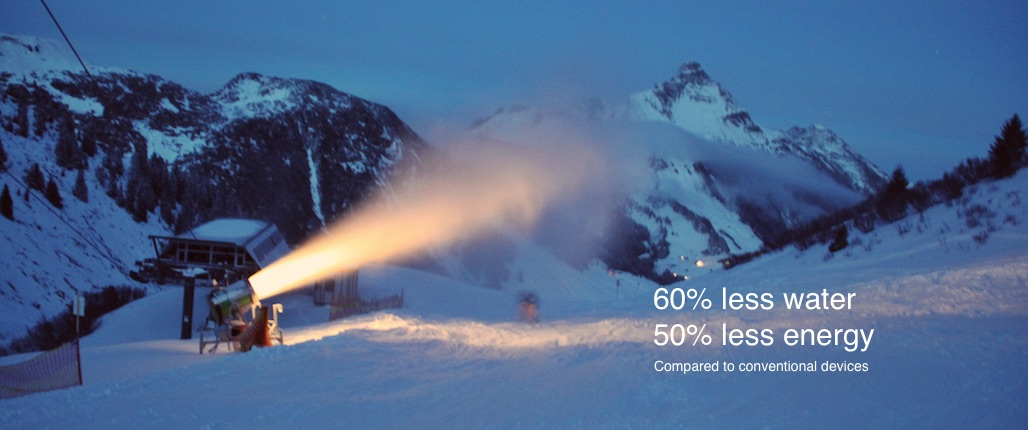 60% less water
50% less energy
Compared to conventional devices